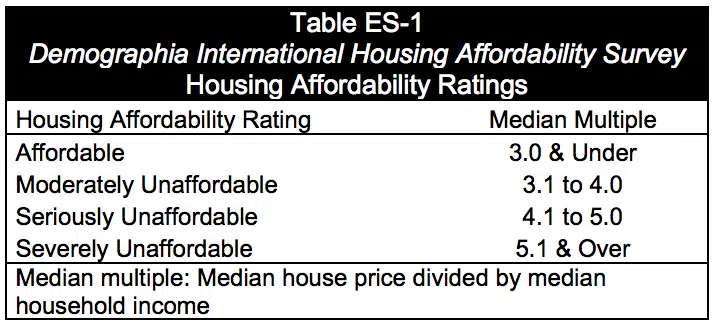 Table ES-1
Demographia International Housing Affordability Survey
Housing Affordability Ratings
Housing Affordability Rating Median Multiple
Affordable 3.0 & Under
Moderately Unaffordable 3.1 to 4.0
Seriously Unaffordable 4.1 to 5.0
Severely Unaffordable 5.1 & Over
Median multiple: Median house price divided by median
household income